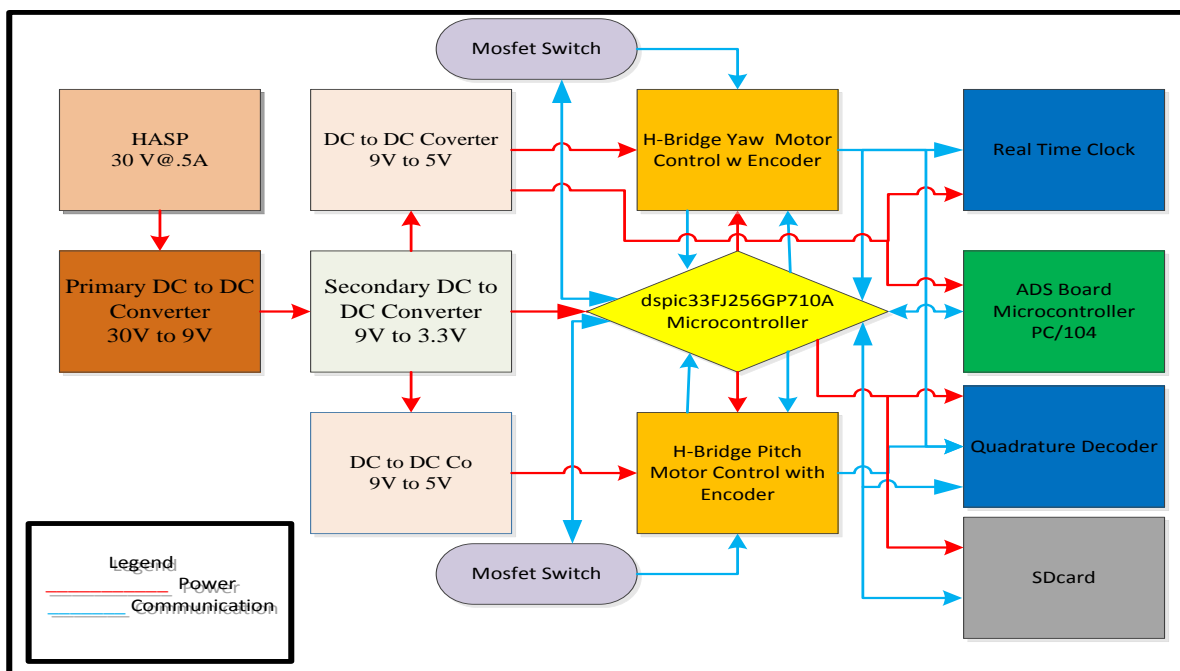 Mosfet Switch
HASP
30 V@.5A
DC to DC Coverter
9V to 5V
H-Bridge Yaw Motor
Control w Encoder
Real Time Clock
Primary DC to DC
Converter
30V to 9V
Secondary DC to
DC Converter
9V to 3.3V
dspic33FJ256GP710A
Microcontroller
ADS Board
Microcontroller
PC/104
DC to DC Co
9V to 5V
H-Bridge Pitch
Motor Control with
Encoder
Quadrature Decoder
Mosfet Switch
SDcard
Legend
Power
Communication